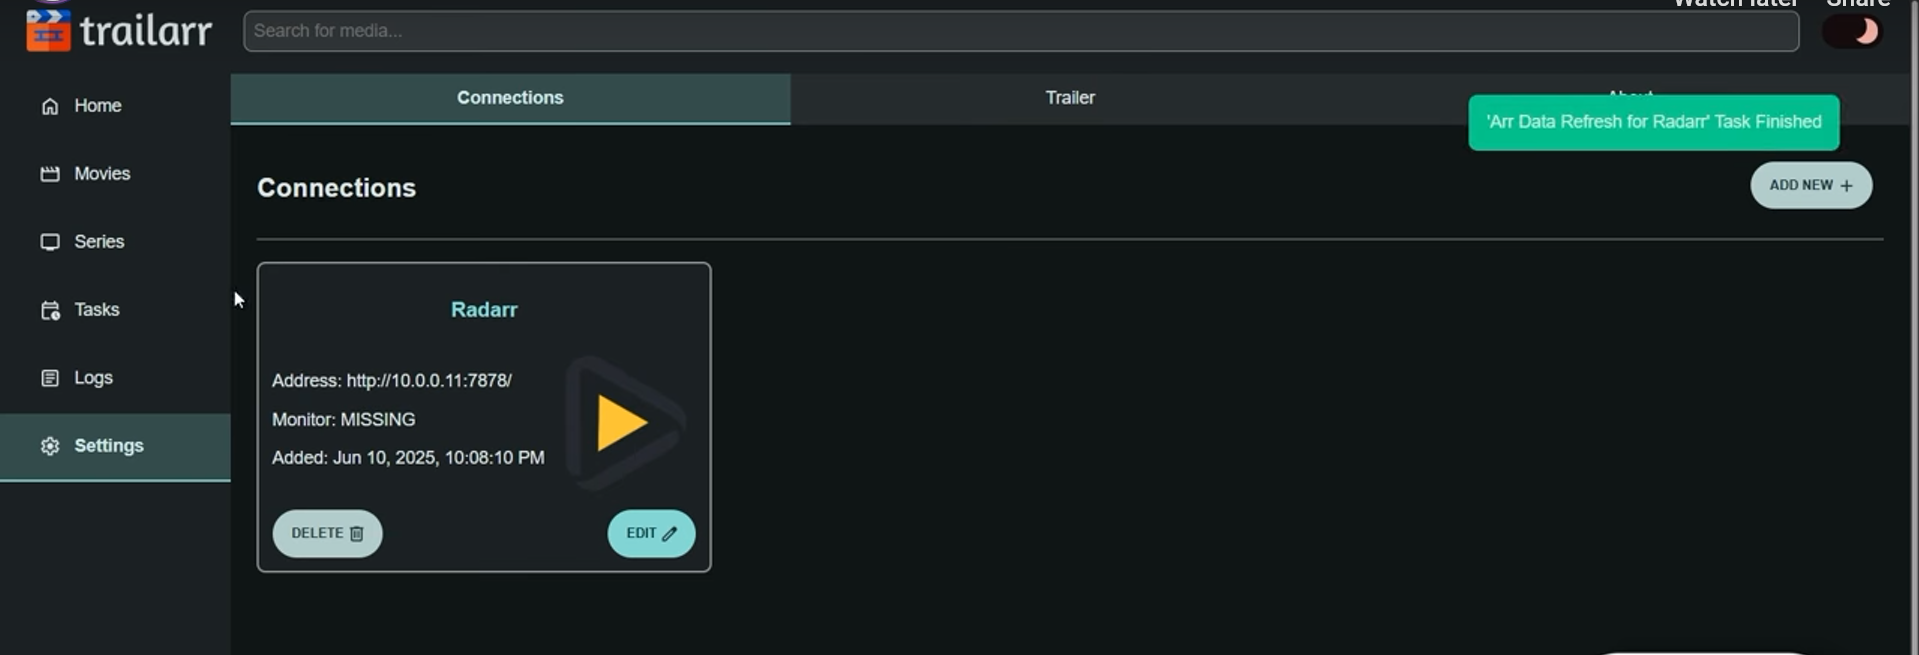 Watch later Share
trailarr
Search for media...
Home
Movies
Series
Tasks
Logs
Settings
Connections
Trailer
About
'Arr Data Refresh for Radarr' Task Finished
Connections
ADD NEW +
Radarr
Address: http://10.0.0.11:7878/
Monitor: MISSING
Added: Jun 10, 2025, 10:08:10 PM
DELETE
EDIT